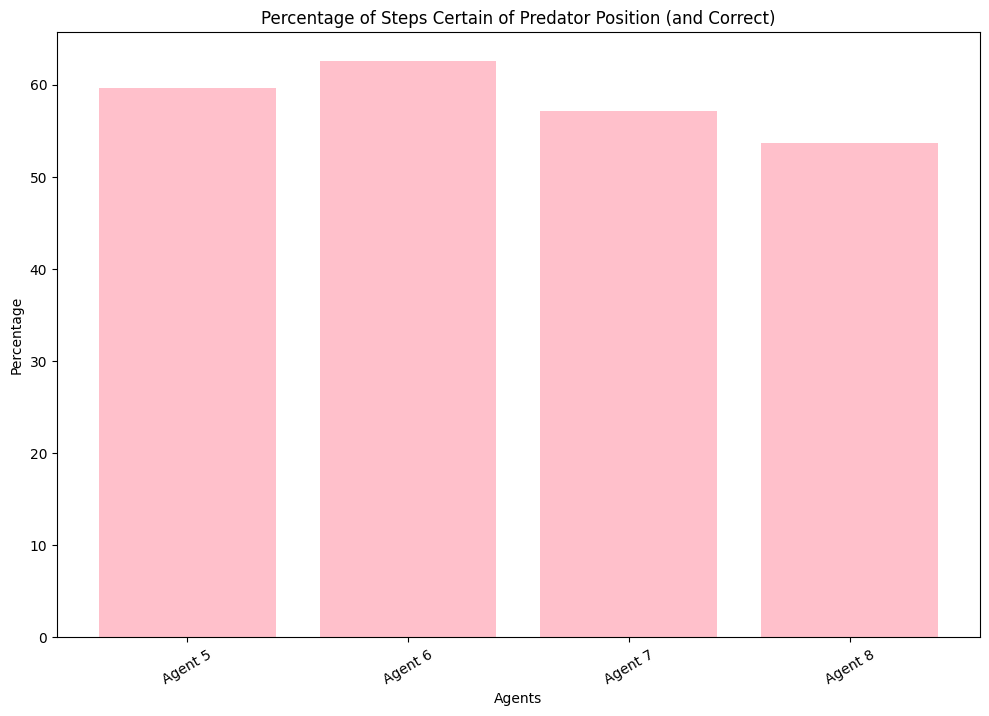 Percentage of Steps Certain of Predator Position (and Correct)
Percentage
60
50
40
30
20
10
0
Agent 5
Agent 6
Agent 7
Agent 8
Agents